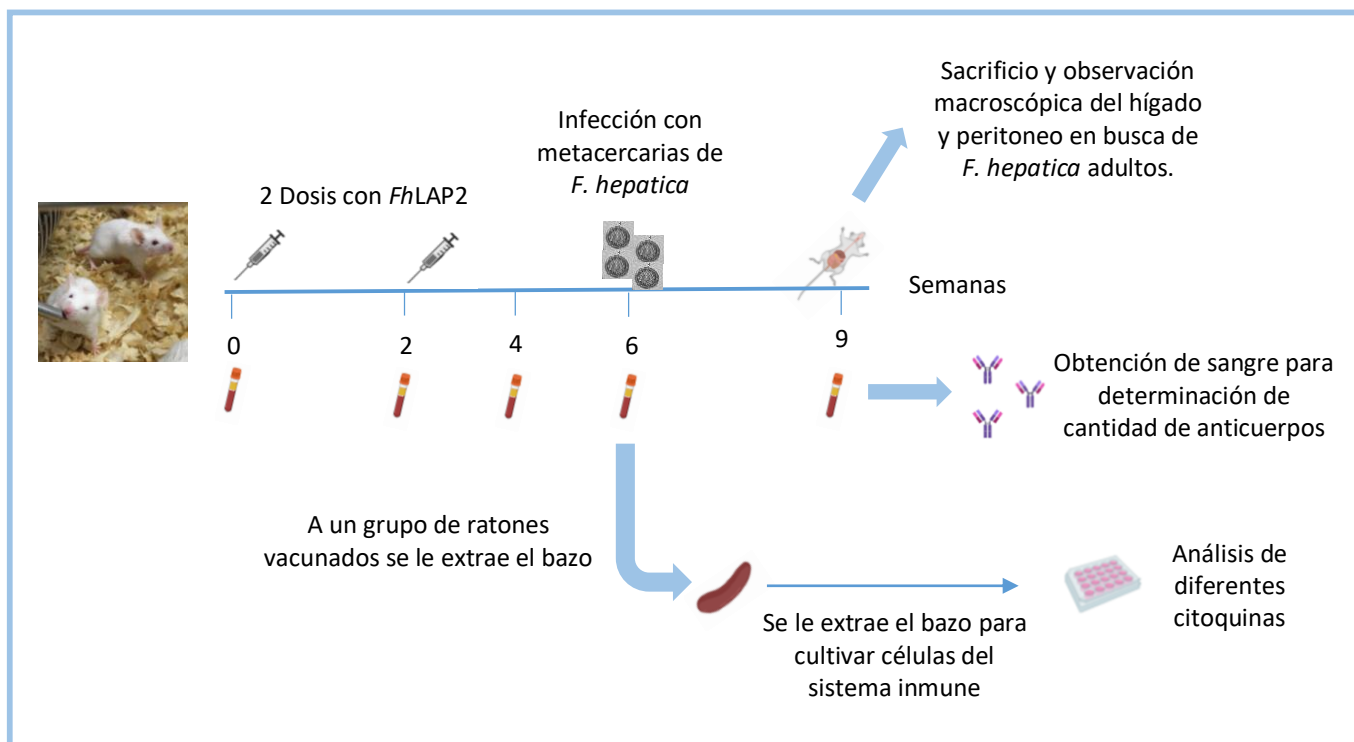 2 Dosis con FhLAP2
Infección con
metacercarias de
F. hepatica
Sacrificio y observación
macroscópica del hígado
y peritoneo en busca de
F. hepatica adultos.
Semanas
0
2
4
6
9
Obtención de sangre para
determinación de
cantidad de anticuerpos
A un grupo de ratones
vacunados se le extrae el bazo
Se le extrae el bazo para
cultivar células del
sistema inmune
Análisis de
diferentes
citoquinas